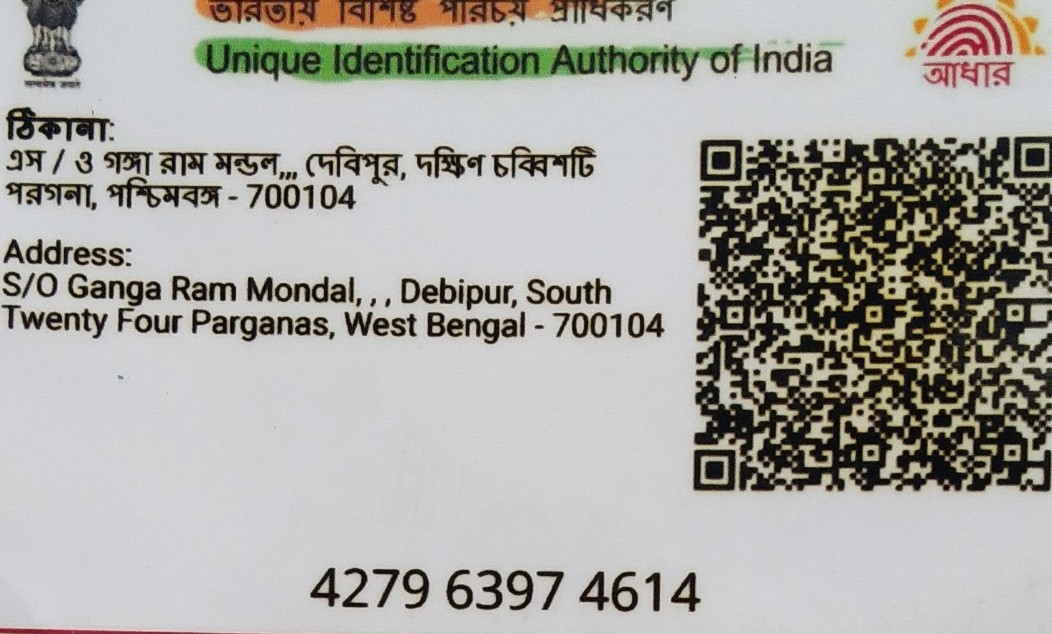 ভারতীয় বিশিষ্ট পরিচয় প্রাধিকরণ
Unique Identification Authority of India
আধার
ঠিকানা:
এস / ও গঙ্গা রাম মন্ডল,,, দেবিপুর, দক্ষিণ চব্বিশটি
পরগনা, পশ্চিমবঙ্গ - 700104
Address:
S/O Ganga Ram Mondal, , , Debipur, South
Twenty Four Parganas, West Bengal - 700104
4279 6397 4614